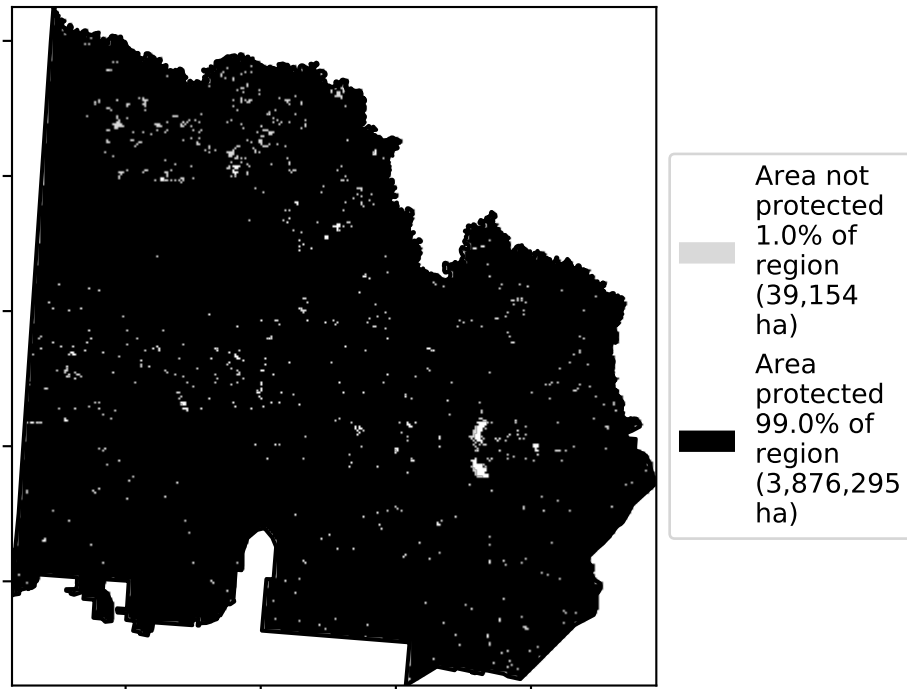 Area not
protected
1.0% of
region
(39,154
ha)
Area
protected
99.0% of
region
(3,876,295
ha)